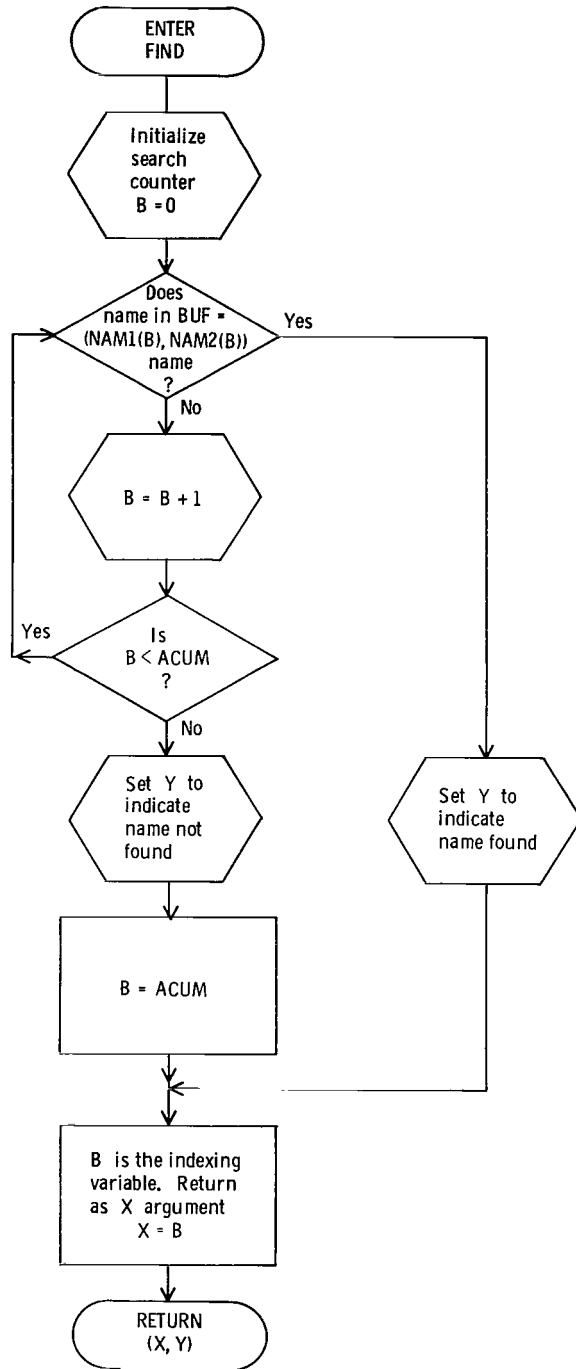 ENTER
FIND
Initialize
search
counter
B = 0
Does
name in BUF =
(NAM1(B), NAM2(B))
name
?
Yes
No
B = B + 1
Yes
Is
B < ACUM
?
No
Set Y to
indicate
name not
found
Set Y to
indicate
name found
B = ACUM
B is the indexing
variable. Return
as X argument
X = B
RETURN
(X, Y)